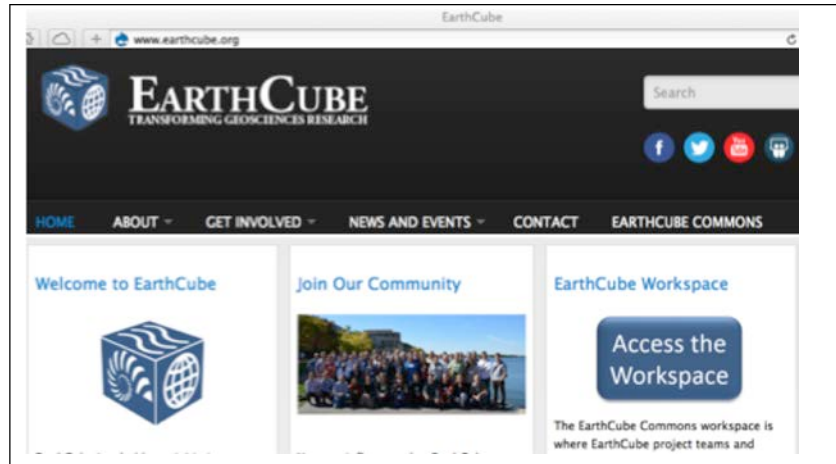 EarthCube
www.earthcube.org
EARTHCUBE
TRANSFORMING GEOSCIENCES RESEARCH
Search
You Tube
HOME ABOUT GET INVOLVED NEWS AND EVENTS CONTACT EARTHCUBE COMMONS
Welcome to EarthCube
Join Our Community
EarthCube Workspace
Access the
Workspace
The EarthCube Commons workspace is
where EarthCube project teams and